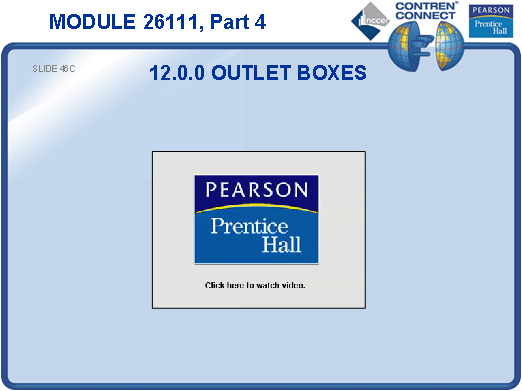 MODULE 26111, Part 4
nccer
CONTREN®
CONNECT
PEARSON
Prentice
Hall
SLIDE 46C
12.0.0 OUTLET BOXES
PEARSON
Prentice
Hall
Click here to watch video.